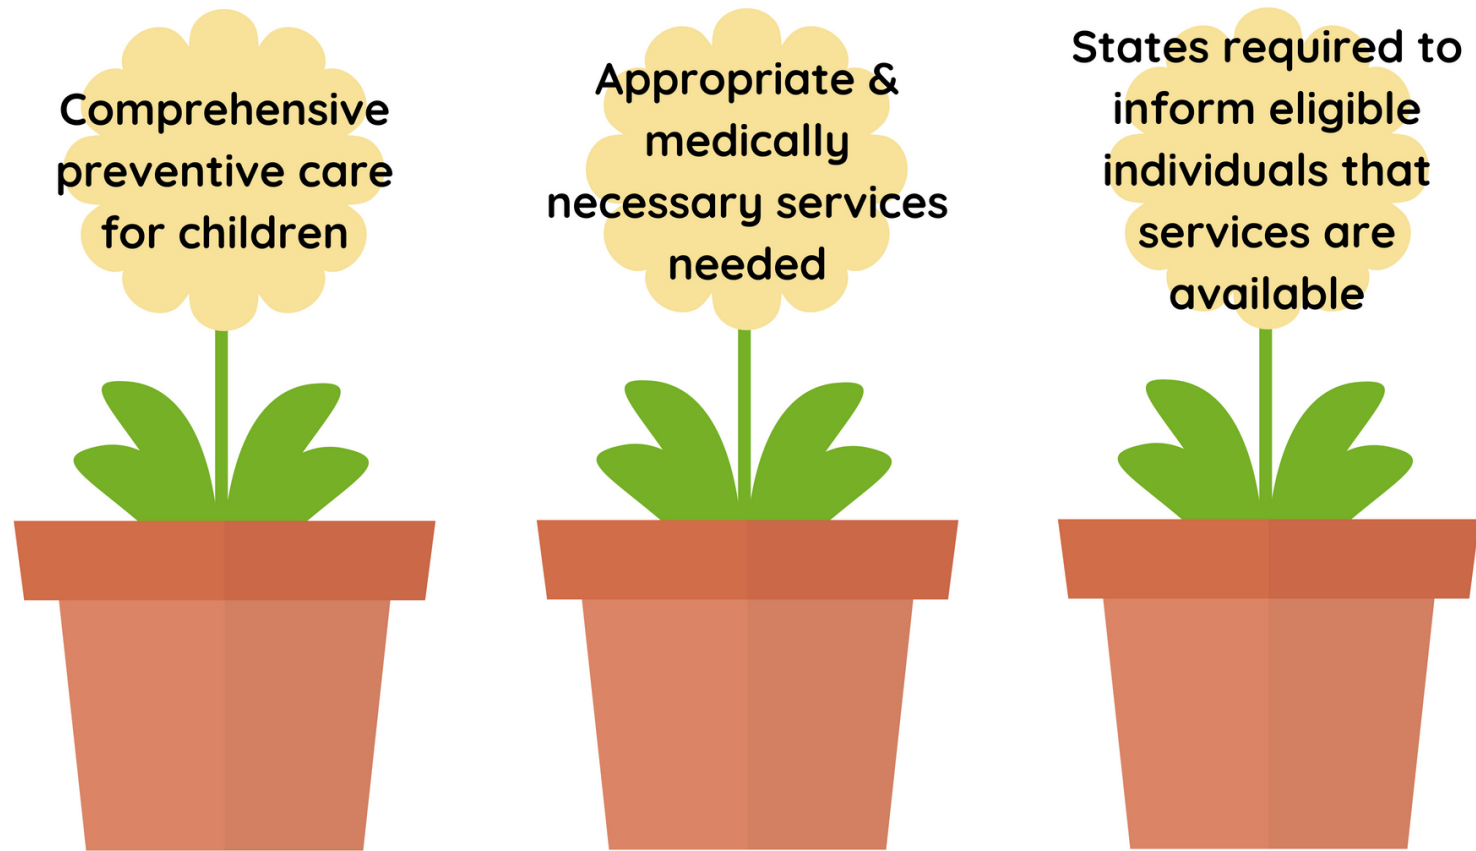 Comprehensive
preventive care
for children
Appropriate &
medically
necessary services
needed
States required to
inform eligible
individuals that
services are
available